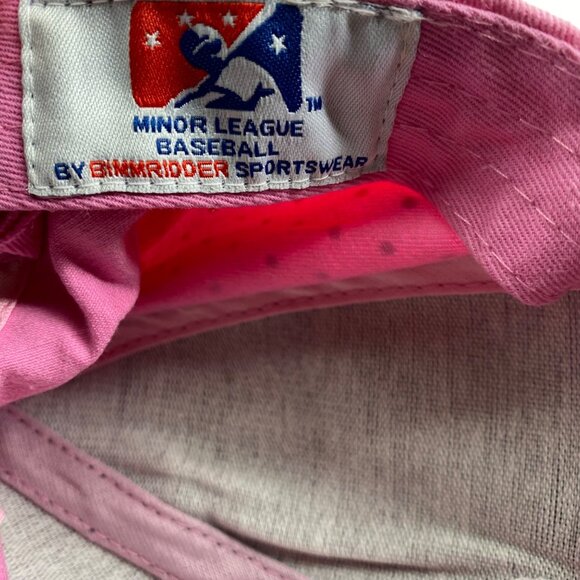 TM
MINOR LEAGUE
BASEBALL
BY BIMMRIDDER SPORTSWEAR